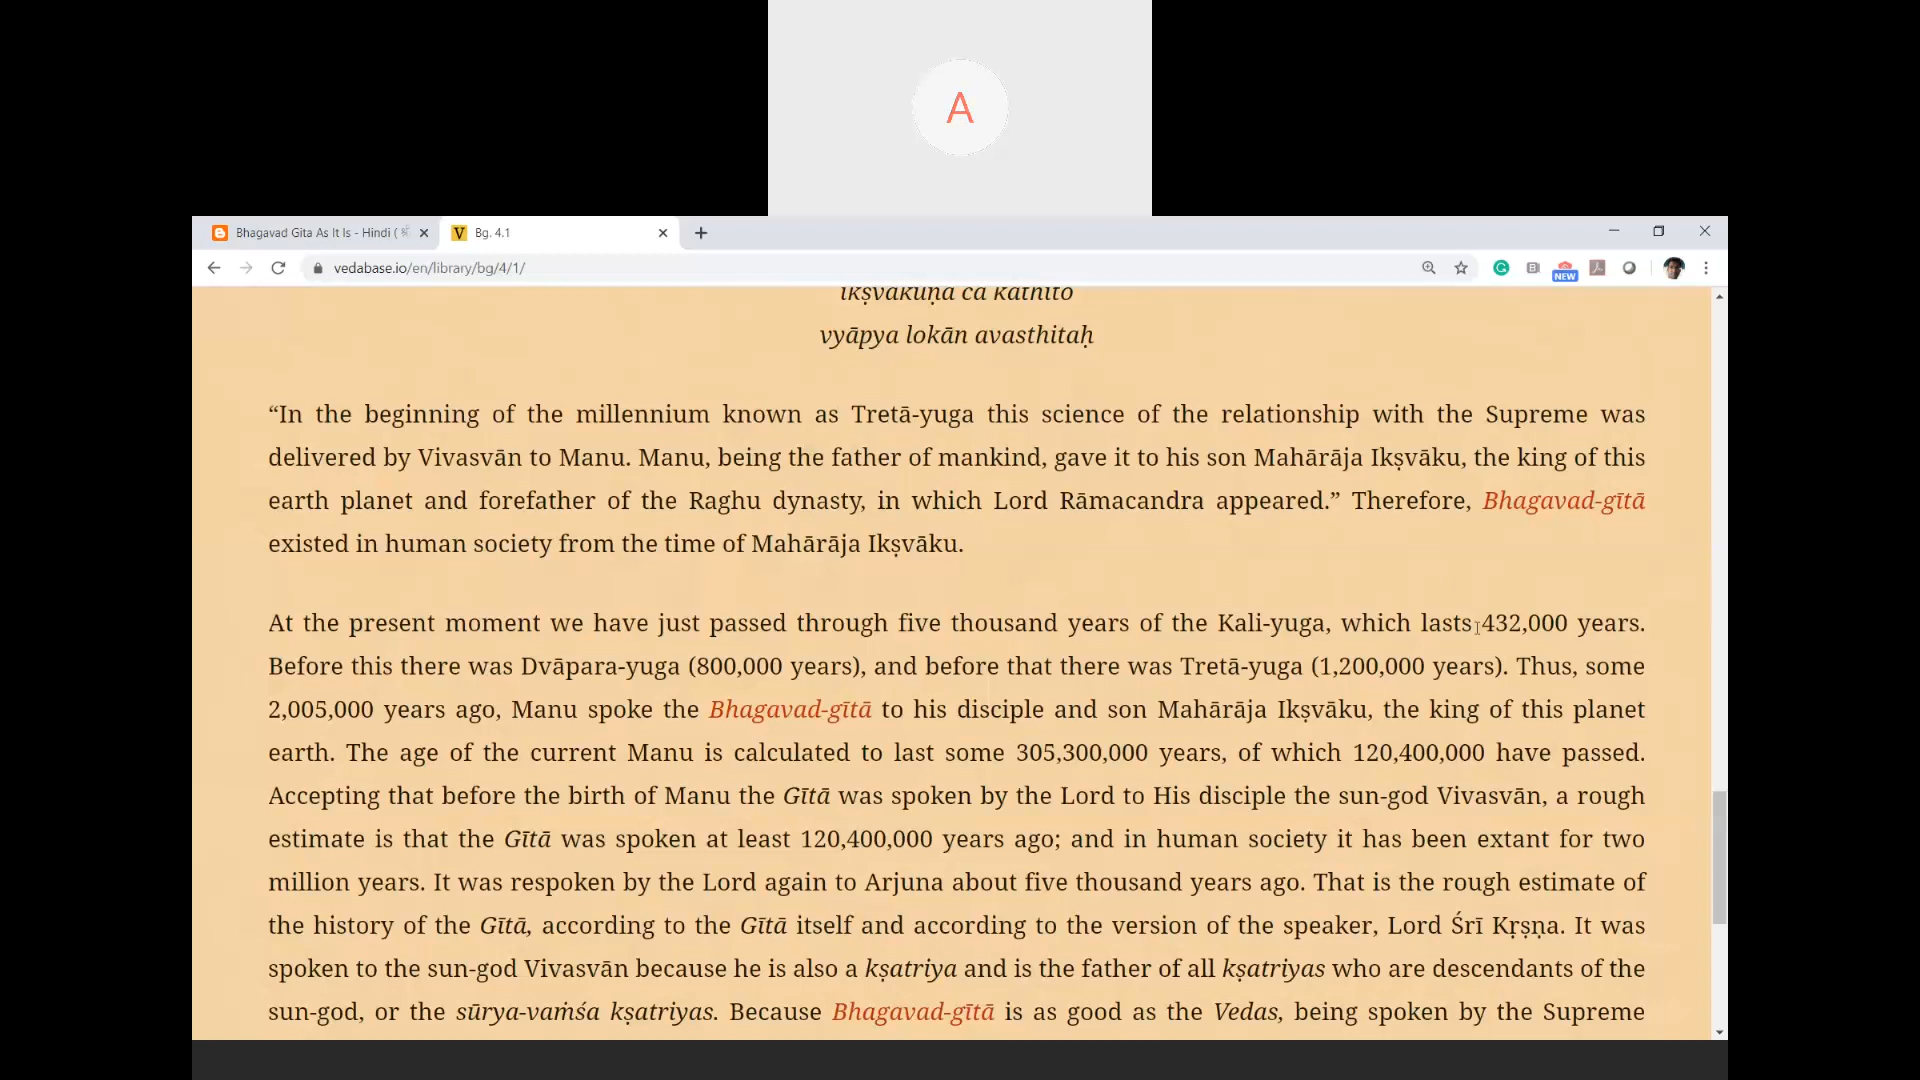 A
Bhagavad Gita As It Is - Hindi (
Bg. 4.1
vedabase.io/en/library/bg/4/1/
NEW
ikṣvākuṇā ca kathito
vyāpya lokān avasthitaḥ
“In the beginning of the millennium known as Tretā-yuga this science of the relationship with the Supreme was
delivered by Vivasvān to Manu. Manu, being the father of mankind, gave it to his son Mahārāja Ikṣvāku, the king of this
earth planet and forefather of the Raghu dynasty, in which Lord Rāmacandra appeared.” Therefore, Bhagavad-gītā
existed in human society from the time of Mahārāja Ikṣvāku.
At the present moment we have just passed through five thousand years of the Kali-yuga, which lasts 432,000 years.
Before this there was Dvāpara-yuga (800,000 years), and before that there was Tretā-yuga (1,200,000 years). Thus, some
2,005,000 years ago, Manu spoke the Bhagavad-gītā to his disciple and son Mahārāja Ikṣvāku, the king of this planet
earth. The age of the current Manu is calculated to last some 305,300,000 years, of which 120,400,000 have passed.
Accepting that before the birth of Manu the Gītā was spoken by the Lord to His disciple the sun-god Vivasvān, a rough
estimate is that the Gītā was spoken at least 120,400,000 years ago; and in human society it has been extant for two
million years. It was respoken by the Lord again to Arjuna about five thousand years ago. That is the rough estimate of
the history of the Gītā, according to the Gītā itself and according to the version of the speaker, Lord Śrī Kṛṣṇa. It was
spoken to the sun-god Vivasvān because he is also a kṣatriya and is the father of all kṣatriyas who are descendants of the
sun-god, or the sūrya-vaṁśa kṣatriyas. Because Bhagavad-gītā is as good as the Vedas, being spoken by the Supreme